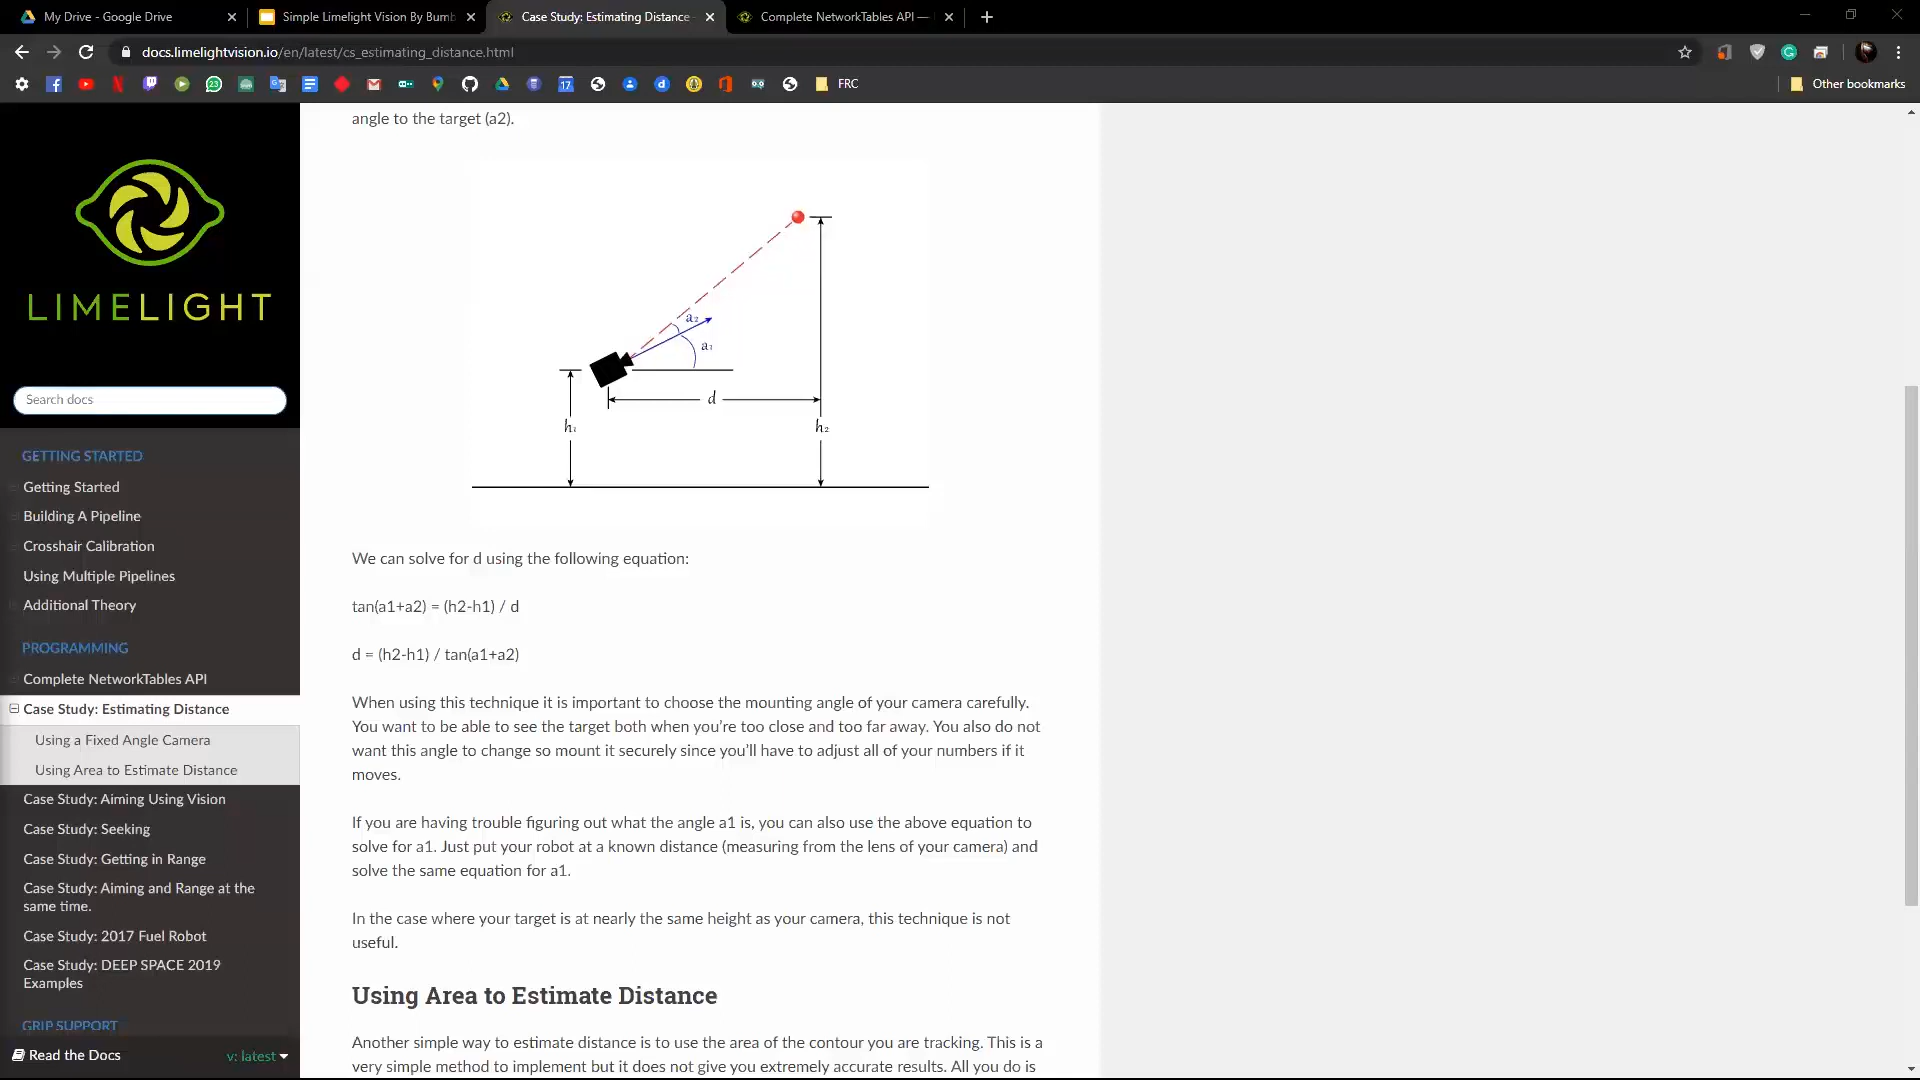 My Drive - Google Drive
Simple Limelight Vision By Bumb
Case Study: Estimating Distance
Complete NetworkTables API —
docs.limelightvision.io/en/latest/cs_estimating_distance.html
23
17
FRC
Other bookmarks
LIMELIGHT
Search docs
GETTING STARTED
Getting Started
Building A Pipeline
Crosshair Calibration
Using Multiple Pipelines
Additional Theory
PROGRAMMING
Complete NetworkTables API
Case Study: Estimating Distance
Using a Fixed Angle Camera
Using Area to Estimate Distance
Case Study: Aiming Using Vision
Case Study: Seeking
Case Study: Getting in Range
Case Study: Aiming and Range at the
same time.
Case Study: 2017 Fuel Robot
Case Study: DEEP SPACE 2019
Examples
GRIP SUPPORT
Read the Docs
v: latest
angle to the target (a2).
a₂
a₁
d
h₁
h₂
We can solve for d using the following equation:
tan(a1+a2) = (h2-h1) / d
d = (h2-h1) / tan(a1+a2)
When using this technique it is important to choose the mounting angle of your camera carefully.
You want to be able to see the target both when you’re too close and too far away. You also do not
want this angle to change so mount it securely since you’ll have to adjust all of your numbers if it
moves.
If you are having trouble figuring out what the angle a1 is, you can also use the above equation to
solve for a1. Just put your robot at a known distance (measuring from the lens of your camera) and
solve the same equation for a1.
In the case where your target is at nearly the same height as your camera, this technique is not
useful.
Using Area to Estimate Distance
Another simple way to estimate distance is to use the area of the contour you are tracking. This is a
very simple method to implement but it does not give you extremely accurate results. All you do is